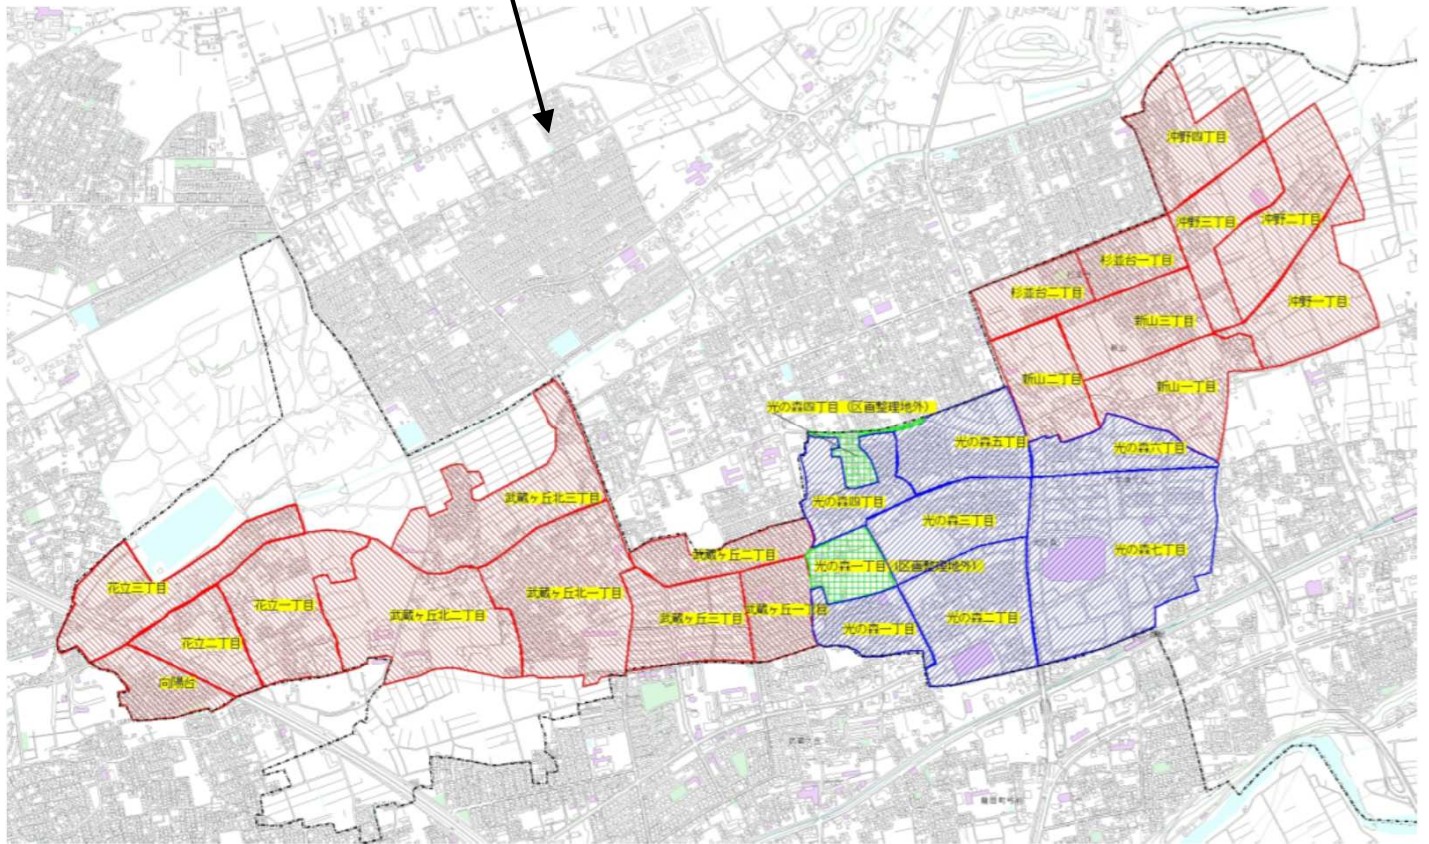 沖野四丁目
沖野三丁目
沖野二丁目
杉並台一丁目
杉並台二丁目
沖野一丁目
新山三丁目
新山
新山二丁目
新山一丁目
光の森四丁目（区画整理地外）
光の森五丁目
光の森六丁目
武蔵ヶ丘北三丁目
光の森四丁目
光の森三丁目
光の森七丁目
武蔵ヶ丘二丁目
光の森一丁目（区画整理地外）
花立三丁目
武蔵ヶ丘北一丁目
花立一丁目
武蔵ヶ丘一丁目
武蔵ヶ丘北二丁目
武蔵ヶ丘三丁目
光の森二丁目
光の森一丁目
花立二丁目
向陽台